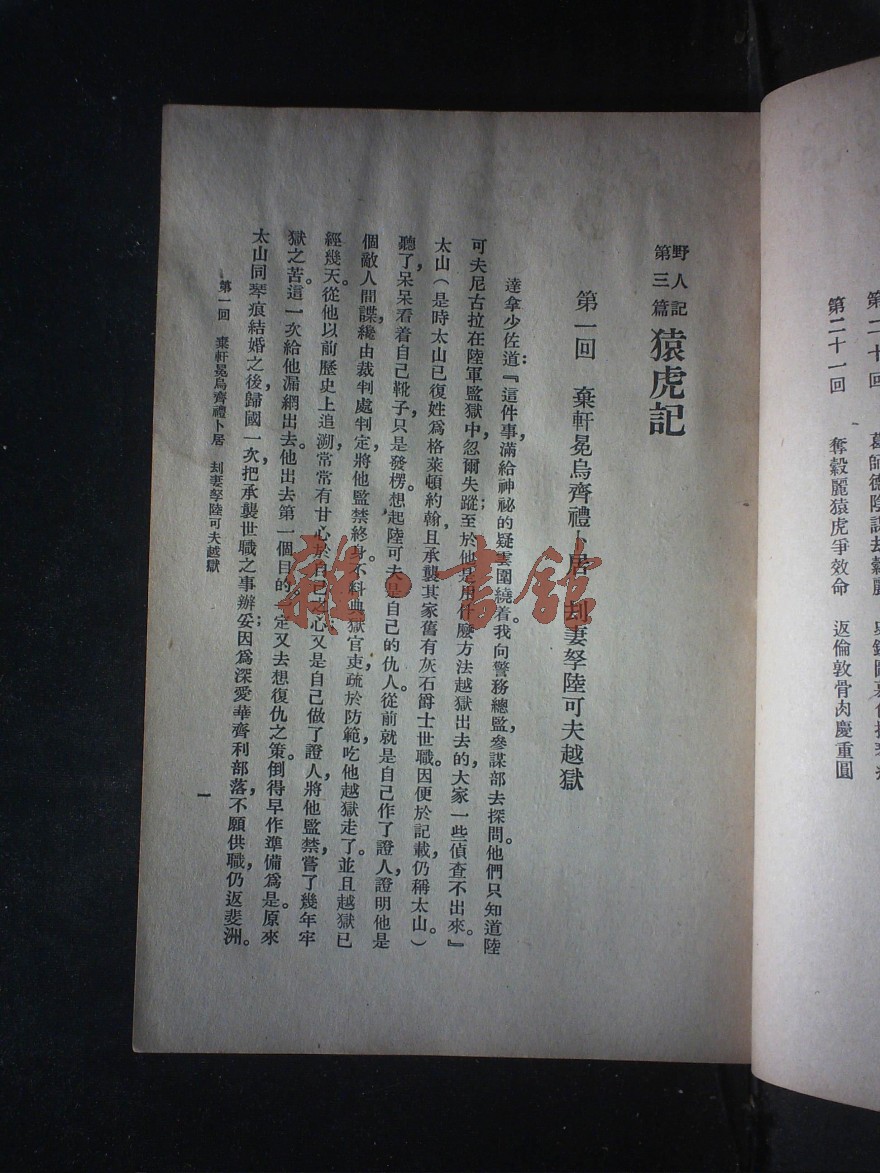 第二十回
第二十一回 奪穀麗猿虎爭效命 返倫敦骨肉慶重圓
野人記
第三篇
猿虎記
第一回 棄軒冕烏齊禮卜居 刦妻孥陸可夫越獄
達拿少佐道：『這件事滿給神祕的疑雲圍繞着。我向警務總監參謀部去探問。他們只知道陸
可夫尼古拉在陸軍監獄中，忽爾失蹤；至於他是用什麼方法越獄出去的，大家一些偵查不出來。』
太山（是時太山已復姓爲格萊頓約翰，且承襲其家舊有灰石爵士世職。因便於記載，仍稱太山。）
聽了，呆呆看着自己靴子，只是發楞。想起陸可夫是自己的仇人，從前就是自己作了證人，證明他是
個敵人間諜，纔由裁判處判定將他監禁終身。不料典獄官吏疏於防範，吃他越獄走了。並且越獄已
經幾天。從他以前歷史上追溯，常常有甘心於自己之心；又是自己做了證人，將他監禁，嘗了幾年牢
獄之苦。這一次給他漏網出去，他出去第一個目的，一定又去想復仇之策。倒得早作準備爲是。原來
太山同琴痕結婚之後，歸國一次，把承襲世職之事辦妥；因爲深愛華齊利部落，不願供職，仍返斐洲。
第一回 棄軒冕烏齊禮卜居 刦妻孥陸可夫越獄
一
雜·書館